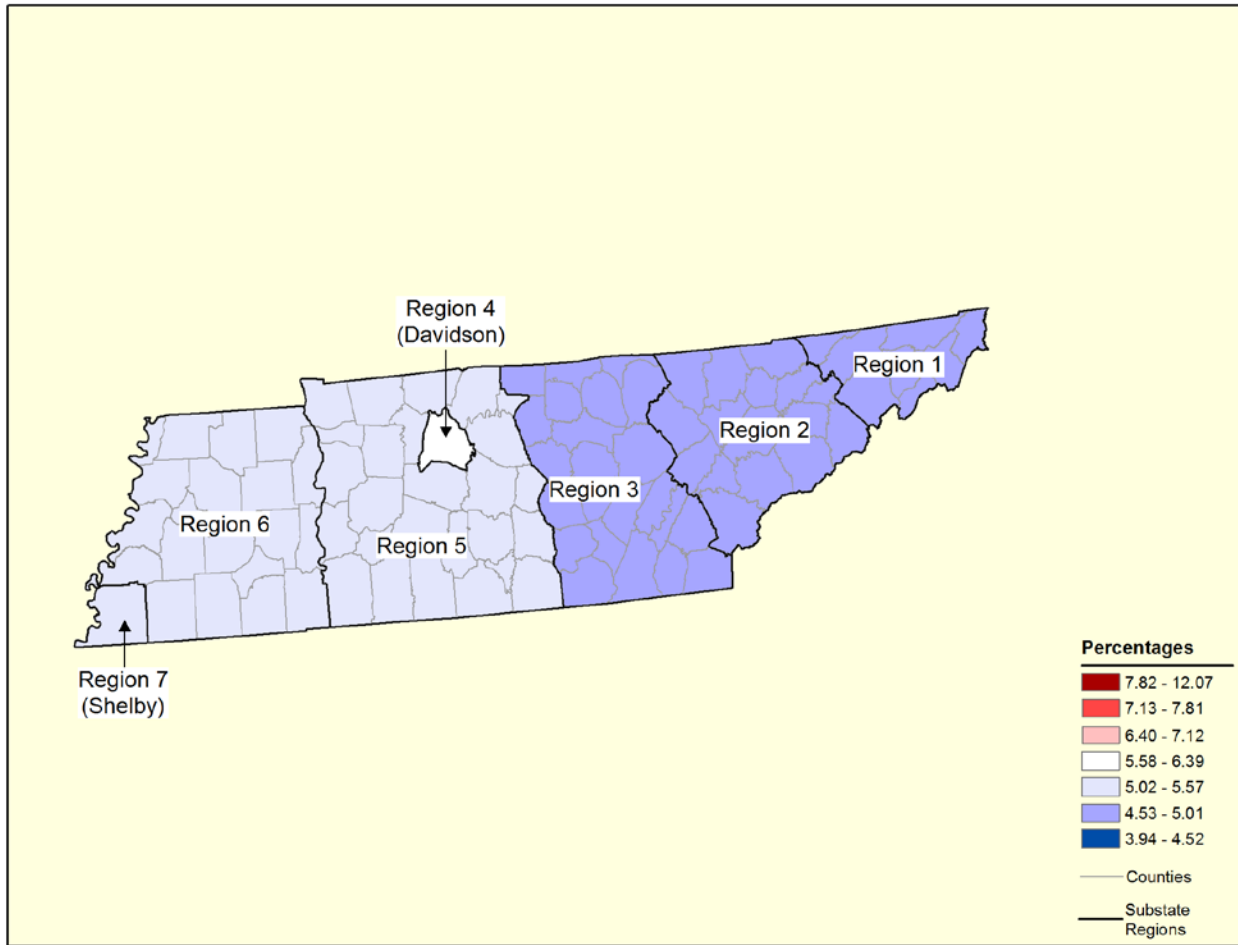 Region 4
(Davidson)
Region 1
Region 2
Region 3
Region 6
Region 5
Region 7
(Shelby)
Percentages
7.82 - 12.07
7.13 - 7.81
6.40 - 7.12
5.58 - 6.39
5.02 - 5.57
4.53 - 5.01
3.94 - 4.52
Counties
Substate
Regions